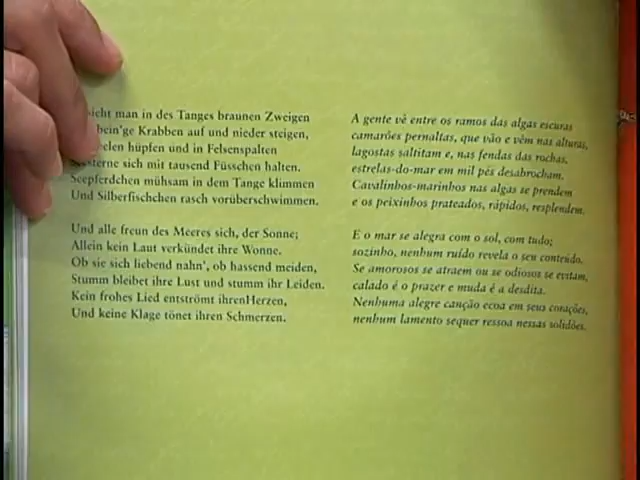 sieht man in des Tanges braunen Zweigen
bein'ge Krabben auf und nieder steigen,
hüpfen und in Felsenspalten
sich mit tausend Füsschen halten.
Seepferdchen mühsam in dem Tange klimmen
Und Silberfischchen rasch vorüberschwimmen.
Und alle freun des Meeres sich, der Sonne;
Allein kein Laut verkündet ihre Wonne.
Ob sie sich liebend nahn', ob hassend meiden,
Stumm bleibet ihre Lust und stumm ihr Leiden.
Kein frohes Lied entströmt ihrenHerzen,
Und keine Klage tönet ihren Schmerzen.
A gente vê entre os ramos das algas escuras
camarões pernaltas, que vão e vêm nas alturas,
lagostas saltitam e, nas fendas das rochas,
estrelas-do-mar em mil pés desabrocham.
Cavalinhos-marinhos nas algas se prendem
e os peixinhos prateados, rápidos, resplendem.
E o mar se alegra com o sol, com tudo;
sozinho, nenhum ruído revela o seu conteúdo.
Se amorosos se atraem ou se odiosos se evitam,
calado é o prazer e muda é a desdita.
Nenhuma alegre canção ecoa em seus corações,
nenhum lamento sequer ressoa nessas solidões.